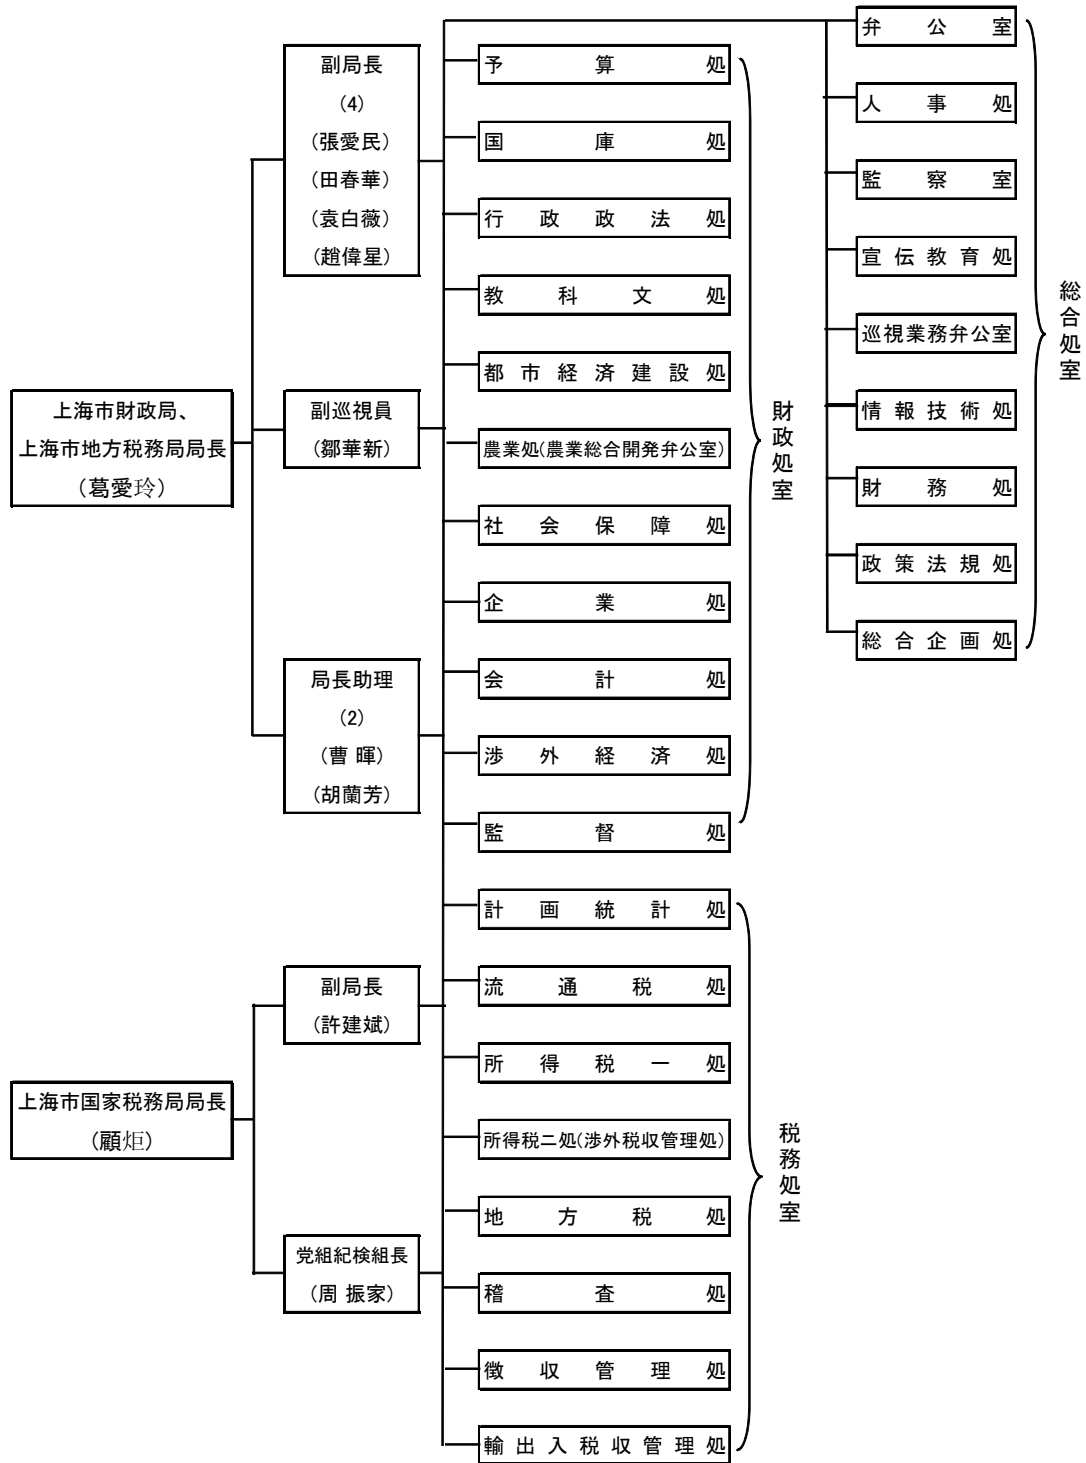 上海市財政局、
上海市地方税務局局長
(葛愛玲)
上海市国家税務局局長
(顧炬)
副局長
(4)
(張愛民)
(田春華)
(袁白薇)
(趙偉星)
副巡視員
(鄒華新)
局長助理
(2)
(曹 暉)
(胡蘭芳)
副局長
(許建斌)
党組紀検組長
(周 振家)
予算処
国庫処
行政政法処
教科文処
都市経済建設処
農業処(農業総合開発弁公室)
社会保障処
企業処
会計処
渉外経済処
監督処
財政処室
計画統計処
流通税処
所得税一処
所得税二処(渉外税収管理処)
地方税処
稽査処
徴収管理処
輸出入税収管理処
税務処室
弁公室
人事処
監察室
宣伝教育処
巡視業務弁公室
情報技術処
財務処
政策法規処
総合企画処
総合処室